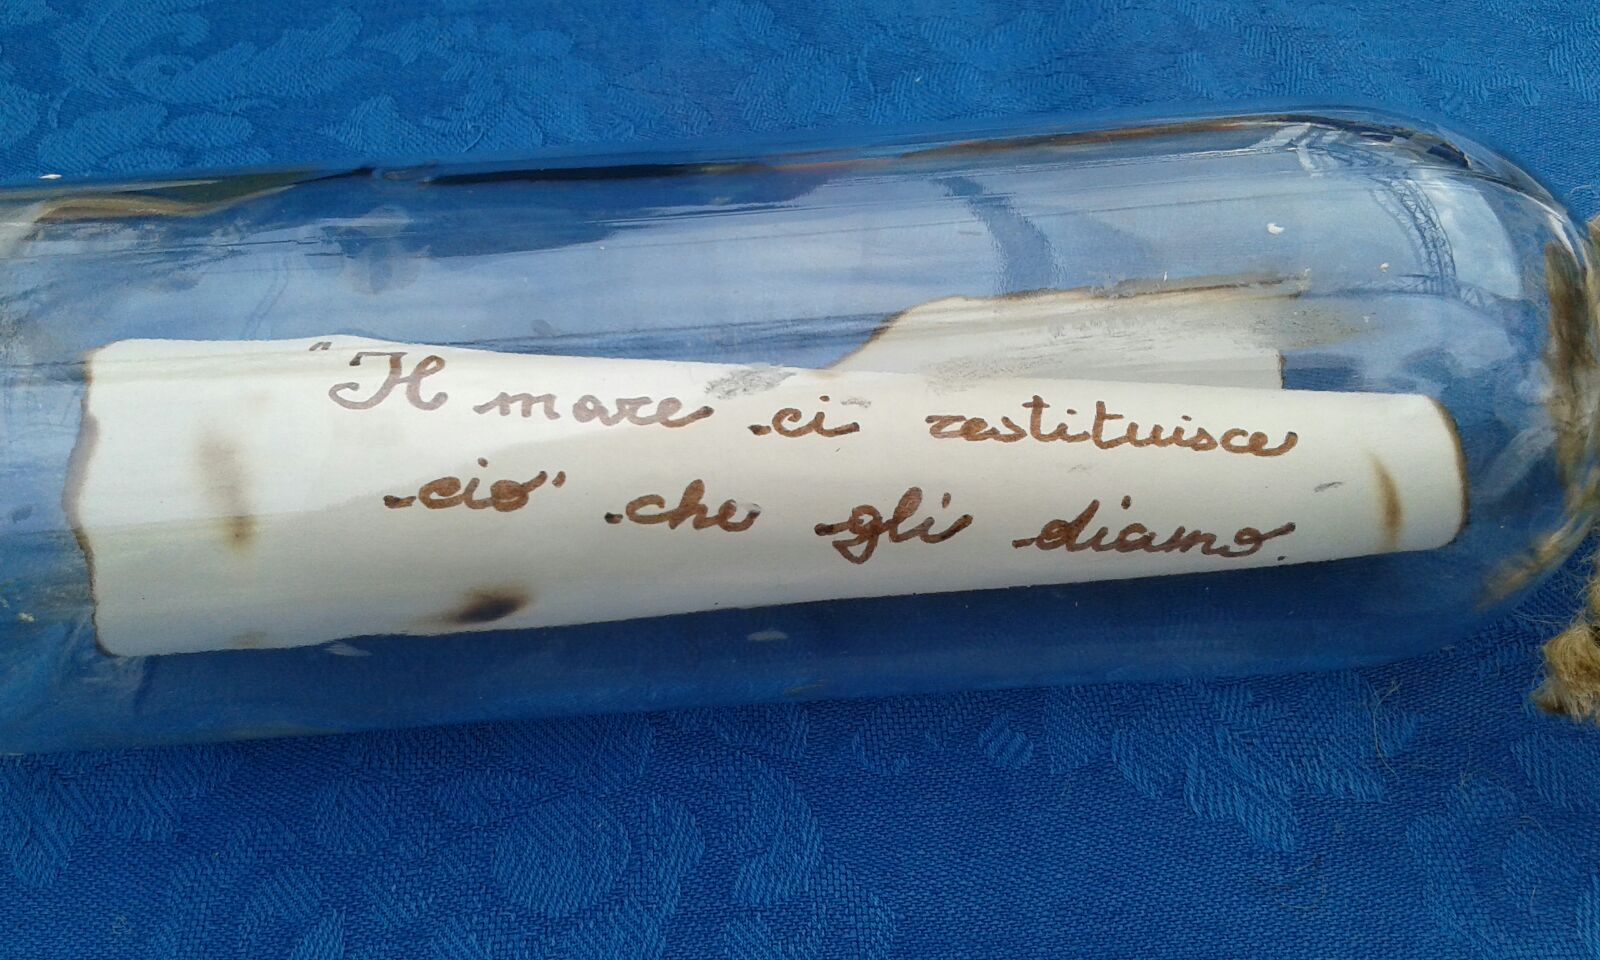 "Il mare ci restituisce
ciò" che gli diamo.